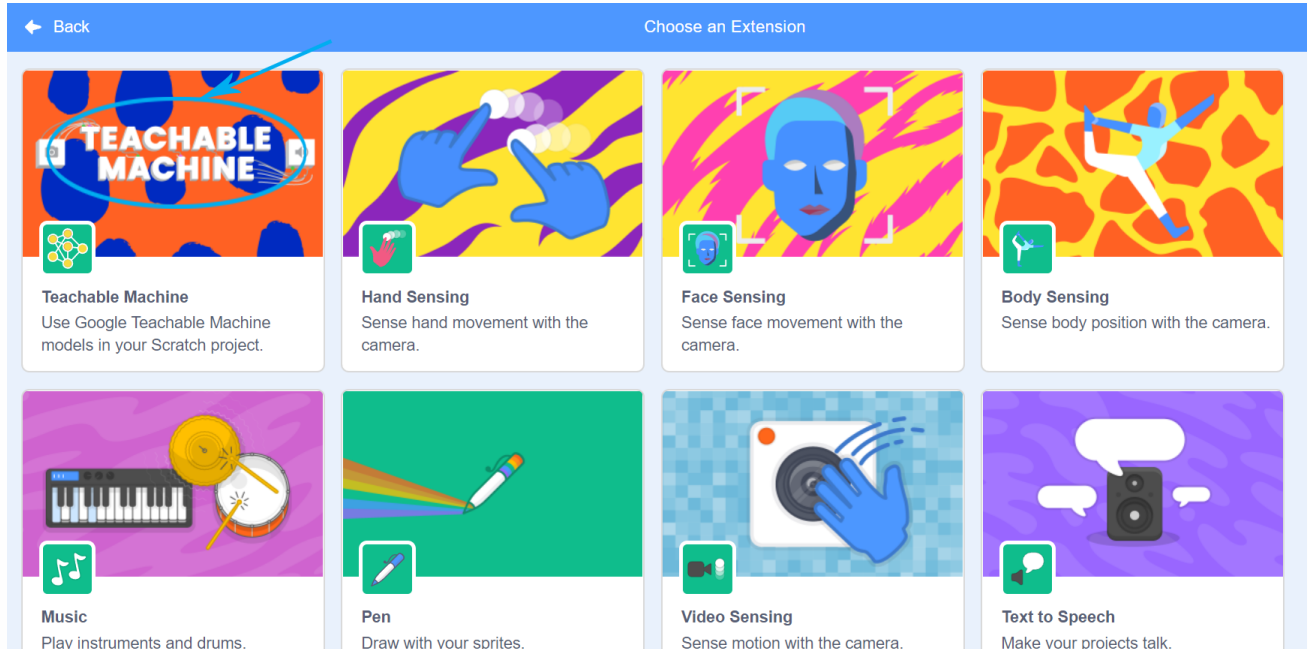 Back
Choose an Extension
TEACHABLE
MACHINE
Teachable Machine
Use Google Teachable Machine
models in your Scratch project.
Hand Sensing
Sense hand movement with the
camera.
Face Sensing
Sense face movement with the
camera.
Body Sensing
Sense body position with the camera.
Music
Play instruments and drums.
Pen
Draw with your sprites.
Video Sensing
Sense motion with the camera.
Text to Speech
Make your projects talk.